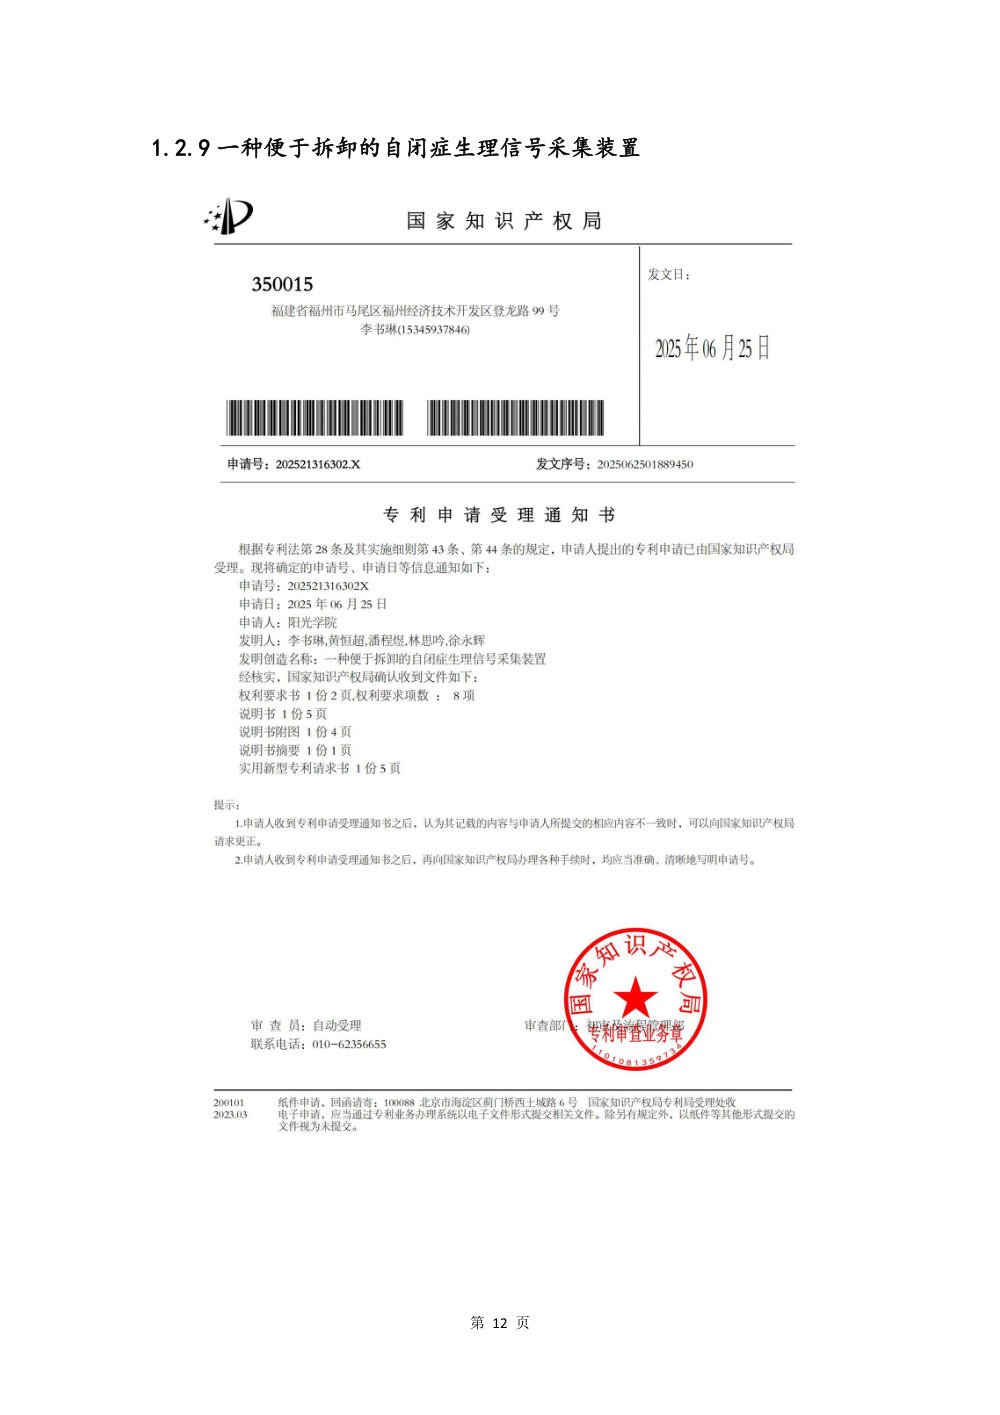 1.2.9一种便于拆卸的自闭症生理信号采集装置
国家知识产权局
350015
福建省福州市马尾区福州经济技术开发区登龙路 99 号
李书琳(15345937846)
发文日：
2025年06月25日
申请号：202521316302.X
发文序号：2025062501889450
专利申请受理通知书
根据专利法第 28 条及其实施细则第 43 条、第 44 条的规定，申请人提出的专利申请已由国家知识产权局
受理。现将确定的申请号、申请日等信息通知如下：
申请号：202521316302X
申请日：2025 年 06 月 25 日
申请人：阳光学院
发明人：李书琳,黄恒超,潘程煜,林思吟,徐永辉
发明创造名称：一种便于拆卸的自闭症生理信号采集装置
经核实，国家知识产权局确认收到文件如下：
权利要求书 1 份 2 页,权利要求项数 ： 8 项
说明书 1 份 5 页
说明书附图 1 份 4 页
说明书摘要 1 份 1 页
实用新型专利请求书 1 份 5 页
提示：
1.申请人收到专利申请受理通知书之后，认为其记载的内容与申请人所提交的相应内容不一致时，可以向国家知识产权局
请求更正。
2.申请人收到专利申请受理通知书之后，再向国家知识产权局办理各种手续时，均应当准确、清晰地写明申请号。
国家知识产权局
审 查 员：自动受理
审查部门：初审及流程管理部
专利审查业务章
联系电话：010-62356655
1101081359734
200101 纸件申请，回函请寄：100088 北京市海淀区蓟门桥西土城路 6 号 国家知识产权局专利局受理处收
2023.03 电子申请，应当通过专利业务办理系统以电子文件形式提交相关文件。除另有规定外，以纸件等其他形式提交的
文件视为未提交。
第 12 页